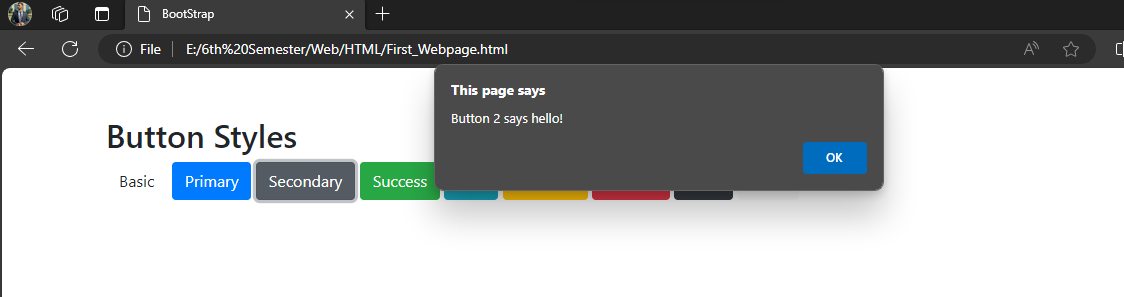 BootStrap
File
E:/6th%20Semester/Web/HTML/First_Webpage.html
This page says
Button 2 says hello!
OK
Button Styles
Basic Primary Secondary Success